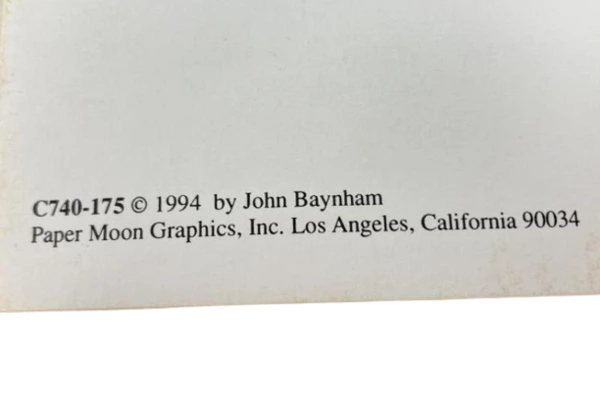 C740-175 © 1994 by John Baynham
Paper Moon Graphics, Inc. Los Angeles, California 90034